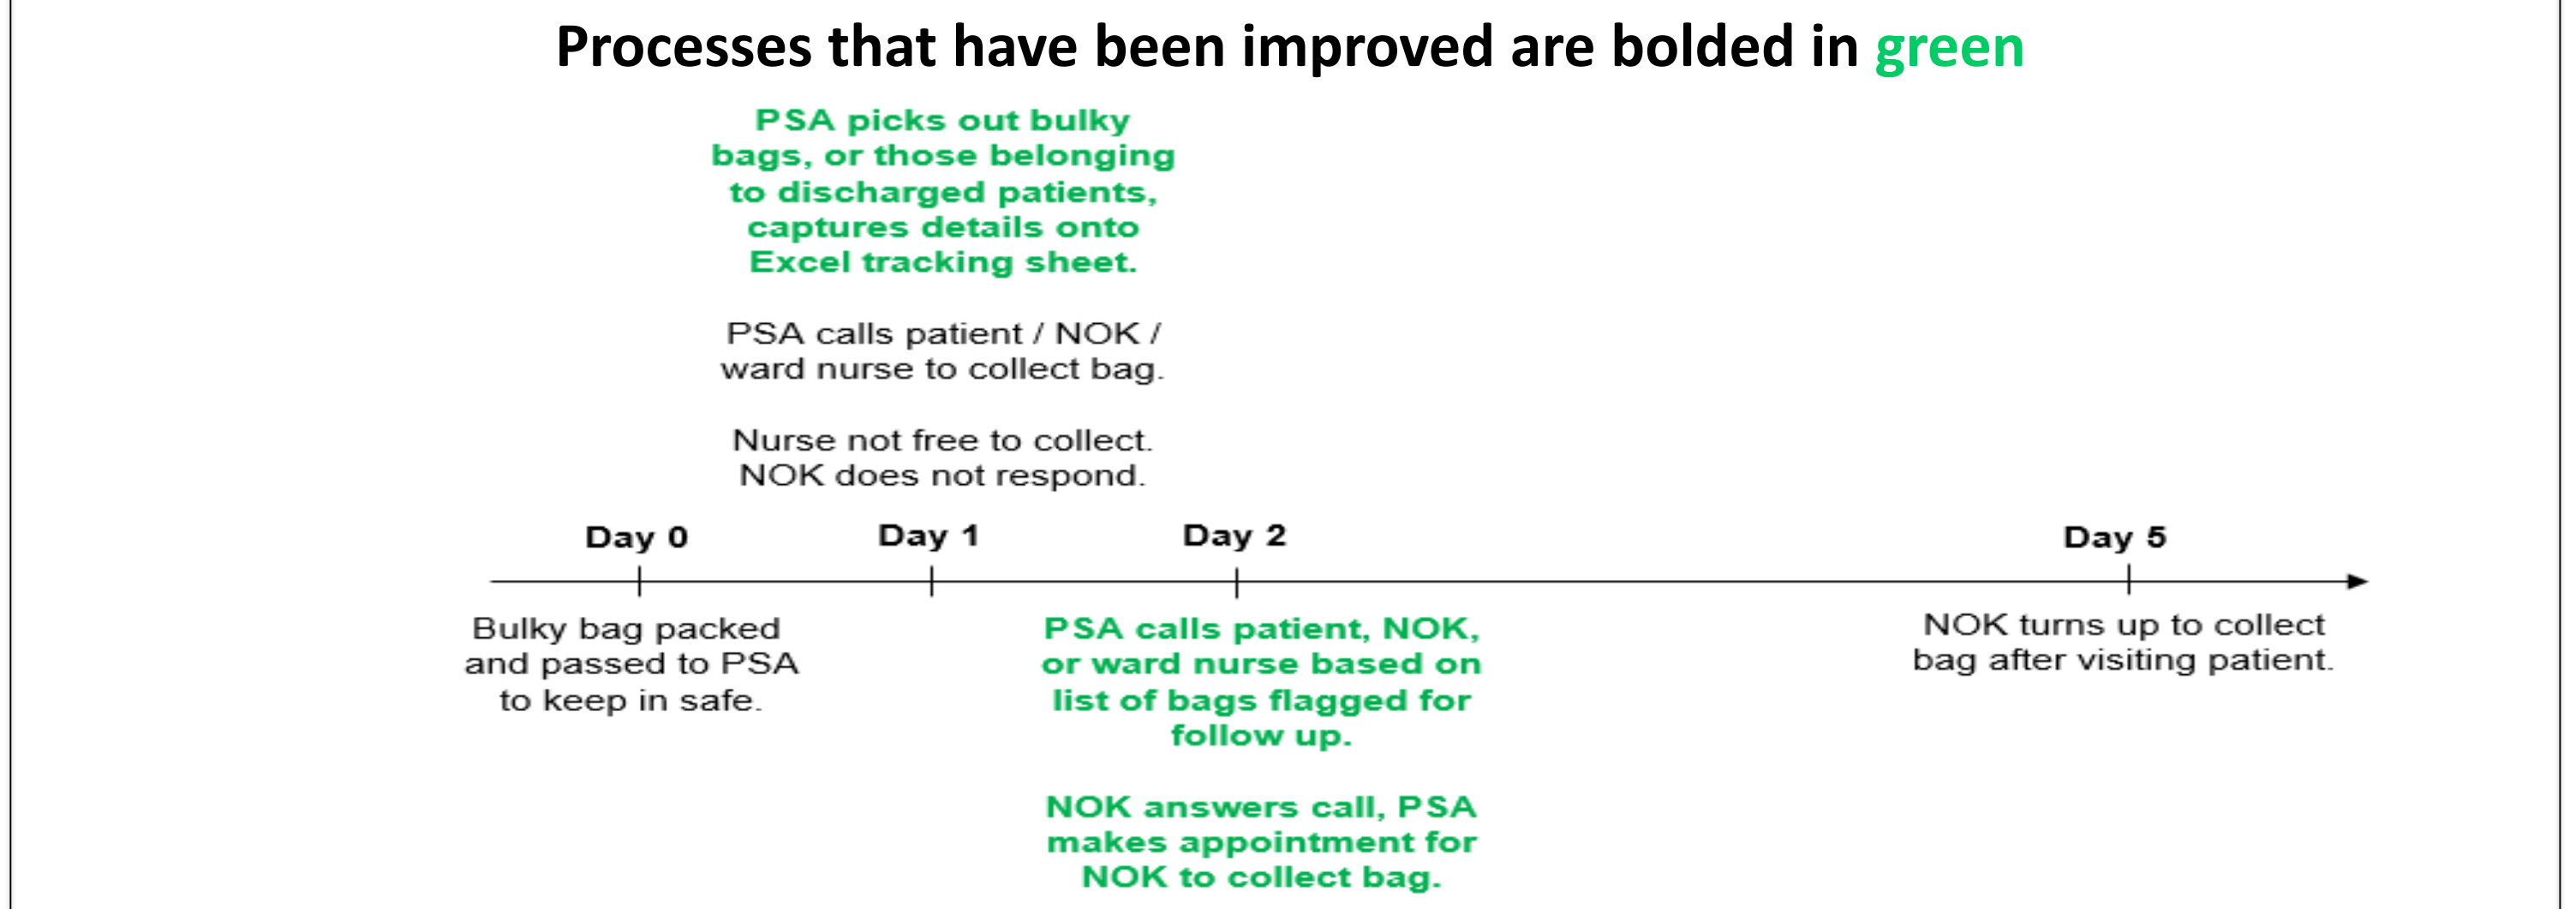 Processes that have been improved are bolded in green
PSA picks out bulky
bags, or those belonging
to discharged patients,
captures details onto
Excel tracking sheet.
PSA calls patient / NOK /
ward nurse to collect bag.
Nurse not free to collect.
NOK does not respond.
Day 0
Day 1
Day 2
Day 5
Bulky bag packed
and passed to PSA
to keep in safe.
PSA calls patient, NOK,
or ward nurse based on
list of bags flagged for
follow up.
NOK answers call, PSA
makes appointment for
NOK to collect bag.
NOK turns up to collect
bag after visiting patient.